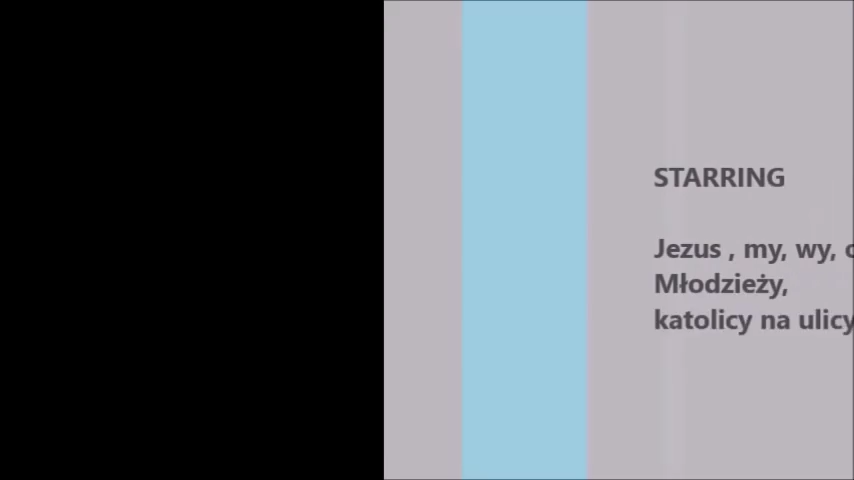 STARRING
Jezus , my, wy,
Młodzieży,
katolicy na ulicy